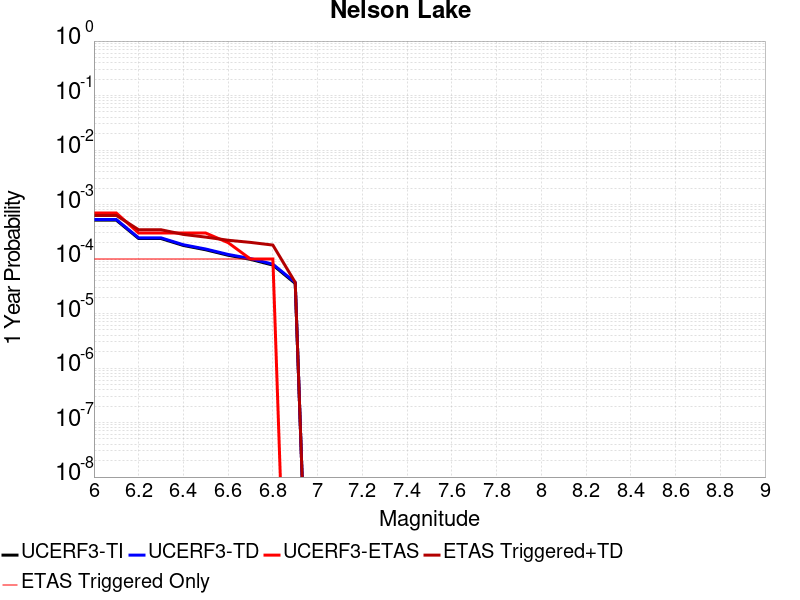 Nelson Lake
10^0
10^-1
10^-2
10^-3
10^-4
10^-5
10^-6
10^-7
10^-8
1 Year Probability
6 6.2 6.4 6.6 6.8 7 7.2 7.4 7.6 7.8 8 8.2 8.4 8.6 8.8 9
Magnitude
UCERF3-TI UCERF3-TD UCERF3-ETAS ETAS Triggered+TD
ETAS Triggered Only